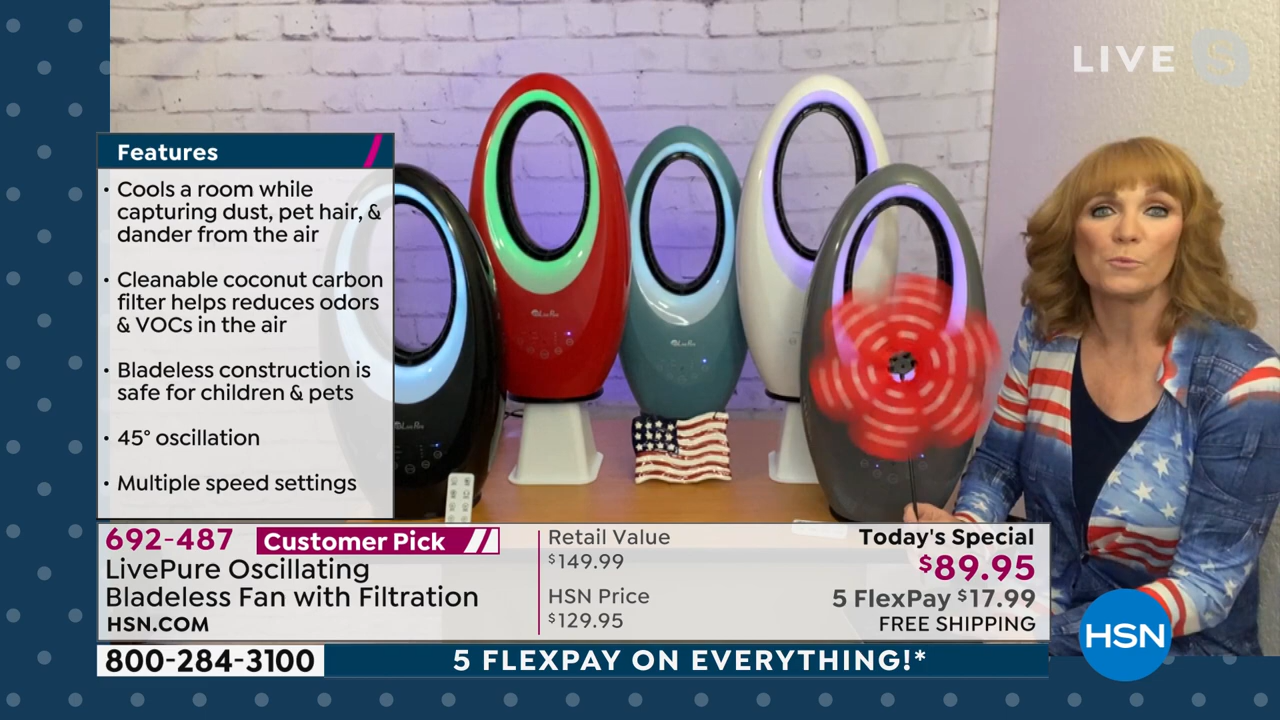 LIVE
Features
• Cools a room while
capturing dust, pet hair, &
dander from the air
• Cleanable coconut carbon
filter helps reduces odors
& VOCs in the air
• Bladeless construction is
safe for children & pets
• 45° oscillation
• Multiple speed settings
692-487 Customer Pick
LivePure Oscillating
Bladeless Fan with Filtration
HSN.COM
Retail Value
$149.99
HSN Price
$129.95
Today's Special
$89.95
5 FlexPay $17.99
FREE SHIPPING
HSN
800-284-3100
5 FLEXPAY ON EVERYTHING!*